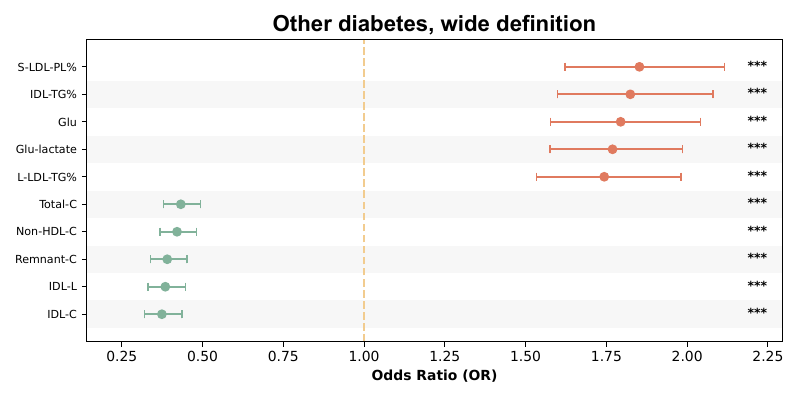 Other diabetes, wide definition
S-LDL-PL% ***
IDL-TG% ***
Glu ***
Glu-lactate ***
L-LDL-TG% ***
Total-C ***
Non-HDL-C ***
Remnant-C ***
IDL-L ***
IDL-C ***
0.25 0.50 0.75 1.00 1.25 1.50 1.75 2.00 2.25
Odds Ratio (OR)